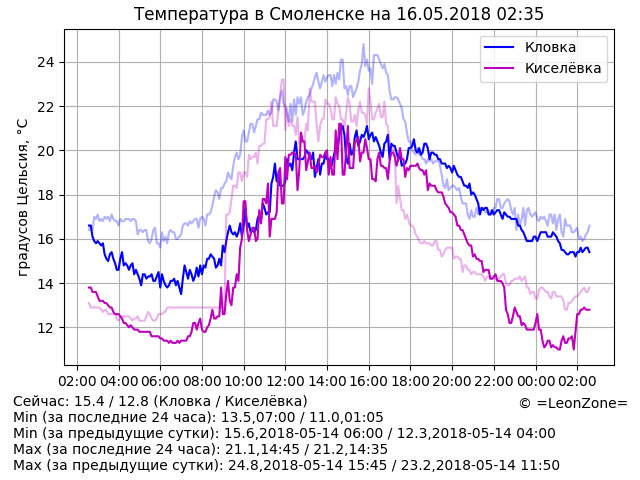 Температура в Смоленске на 16.05.2018 02:35
Кловка
Киселёвка
градусов Цельсия, °C
24
22
20
18
16
14
12
02:00 04:00 06:00 08:00 10:00 12:00 14:00 16:00 18:00 20:00 22:00 00:00 02:00
Сейчас: 15.4 / 12.8 (Кловка / Киселёвка)
© =LeonZone=
Min (за последние 24 часа): 13.5,07:00 / 11.0,01:05
Min (за предыдущие сутки): 15.6,2018-05-14 06:00 / 12.3,2018-05-14 04:00
Max (за последние 24 часа): 21.1,14:45 / 21.2,14:35
Max (за предыдущие сутки): 24.8,2018-05-14 15:45 / 23.2,2018-05-14 11:50